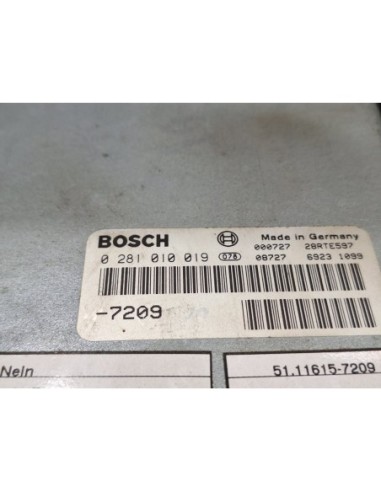 BOSCH Made in Germany
000727 28RTE597
0 281 010 019 078 08727 6923 1099
-7209
Nein 51.11615-7209